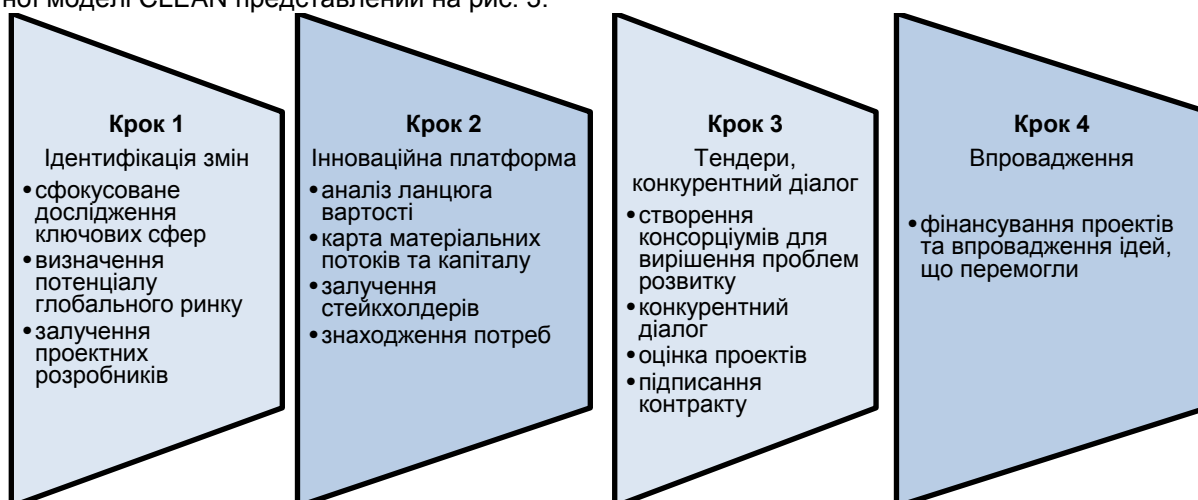 ної моделі CLEAN представлений на рис. 3.
Крок 1
Ідентифікація змін
•сфокусоване
дослідження
ключових сфер
•визначення
потенціалу
глобального ринку
•залучення
проектних
розробників
Крок 2
Інноваційна платформа
•аналіз ланцюга
вартості
•карта матеріальних
потоків та капіталу
•залучення
стейкхолдерів
•знаходження потреб
Крок 3
Тендери,
конкурентний діалог
•створення
консорціумів для
вирішення проблем
розвитку
•конкурентний
діалог
•оцінка проектів
•підписання
контракту
Крок 4
Впровадження
•фінансування проектів
та впровадження ідей,
що перемогли